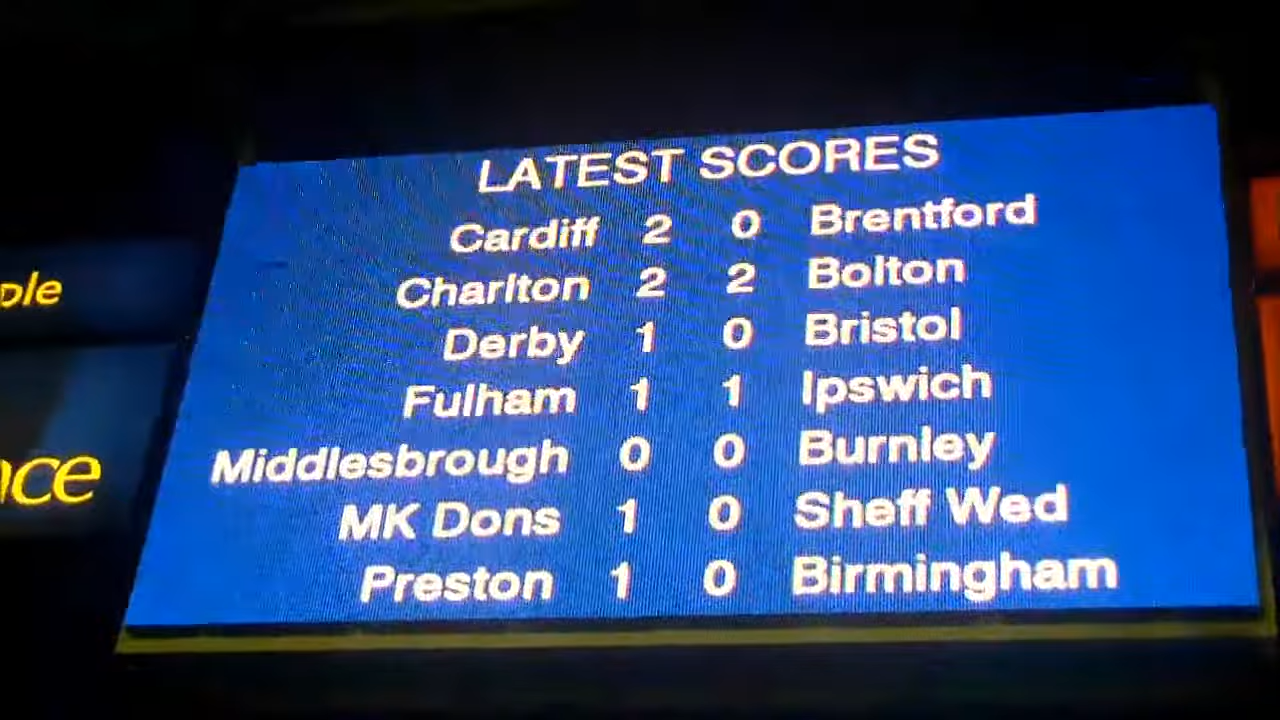 LATEST SCORES
Cardiff 2 0 Brentford
Charlton 2 2 Bolton
Derby 1 0 Bristol
Fulham 1 1 Ipswich
Middlesbrough 0 0 Burnley
MK Dons 1 0 Sheff Wed
Preston 1 0 Birmingham